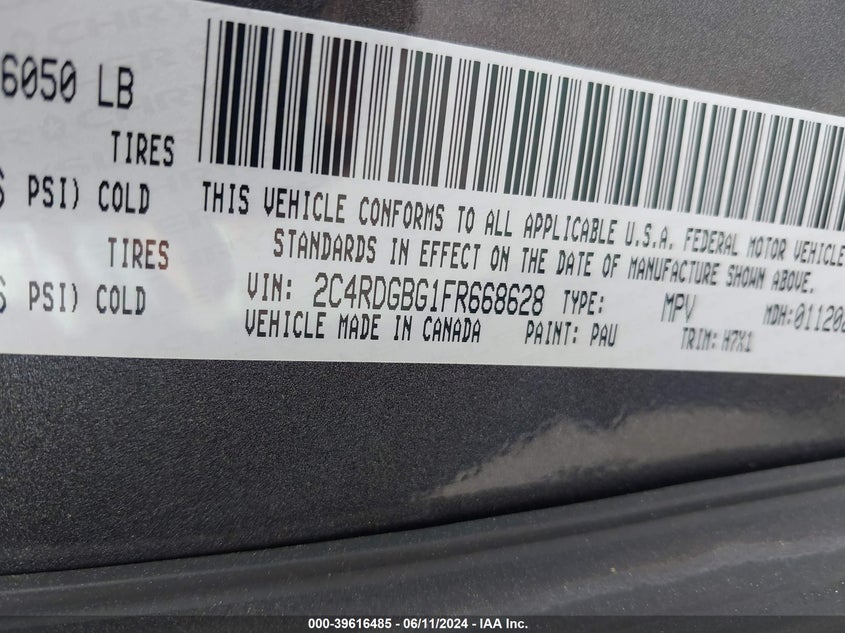 6050 LB
TIRES
PSI) COLD
TIRES
PSI) COLD
THIS VEHICLE CONFORMS TO ALL APPLICABLE U.S.A. FEDERAL MOTOR VEHICLE
STANDARDS IN EFFECT ON THE DATE OF MANUFACTURE SHOWN ABOVE.
VIN: 2C4RDGBG1FR668628 TYPE: MPV MDH:011202
VEHICLE MADE IN CANADA PAINT: PAU TRIM: H7X1
000-39616485 - 06/11/2024 - IAA Inc.